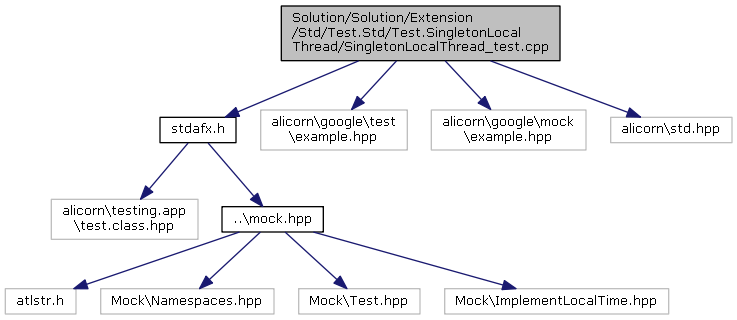 Solution/Solution/Extension
/Std/Test.Std/Test.SingletonLocal
Thread/SingletonLocalThread_test.cpp
stdafx.h
alicorn\google\test
\example.hpp
alicorn\google\mock
\example.hpp
alicorn\std.hpp
alicorn\testing.app
\test.class.hpp
..\mock.hpp
atlstr.h
Mock\Namespaces.hpp
Mock\Test.hpp
Mock\ImplementLocalTime.hpp